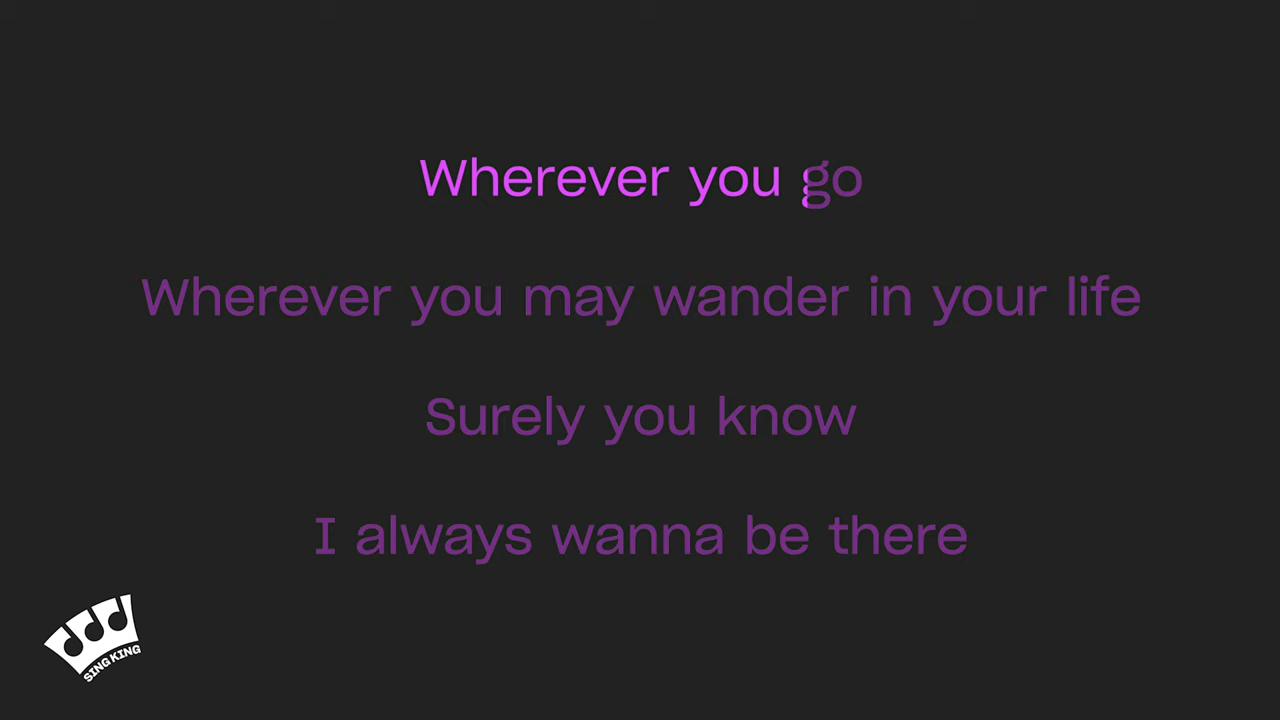 Wherever you go
Wherever you may wander in your life
Surely you know
I always wanna be there
SING KING